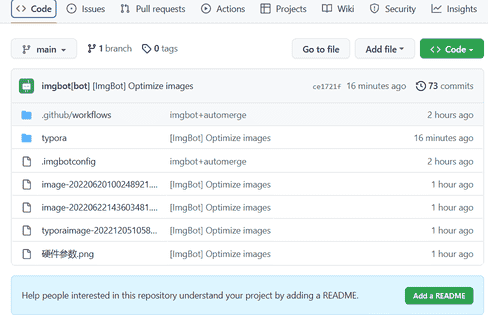 Code Issues Pull requests Actions Projects Wiki Security Insights
main 1 branch 0 tags Go to file Add file Code
imgbot[bot] [ImgBot] Optimize images ce1721f 16 minutes ago 73 commits
.github/workflows imgbot+automerge 2 hours ago
typora [ImgBot] Optimize images 16 minutes ago
.imgbotconfig imgbot+automerge 2 hours ago
image-20220620100248921.... [ImgBot] Optimize images 1 hour ago
image-20220622143603481.... [ImgBot] Optimize images 1 hour ago
typoraimage-202212051058... [ImgBot] Optimize images 1 hour ago
硬件参数.png [ImgBot] Optimize images 1 hour ago
Help people interested in this repository understand your project by adding a README. Add a README